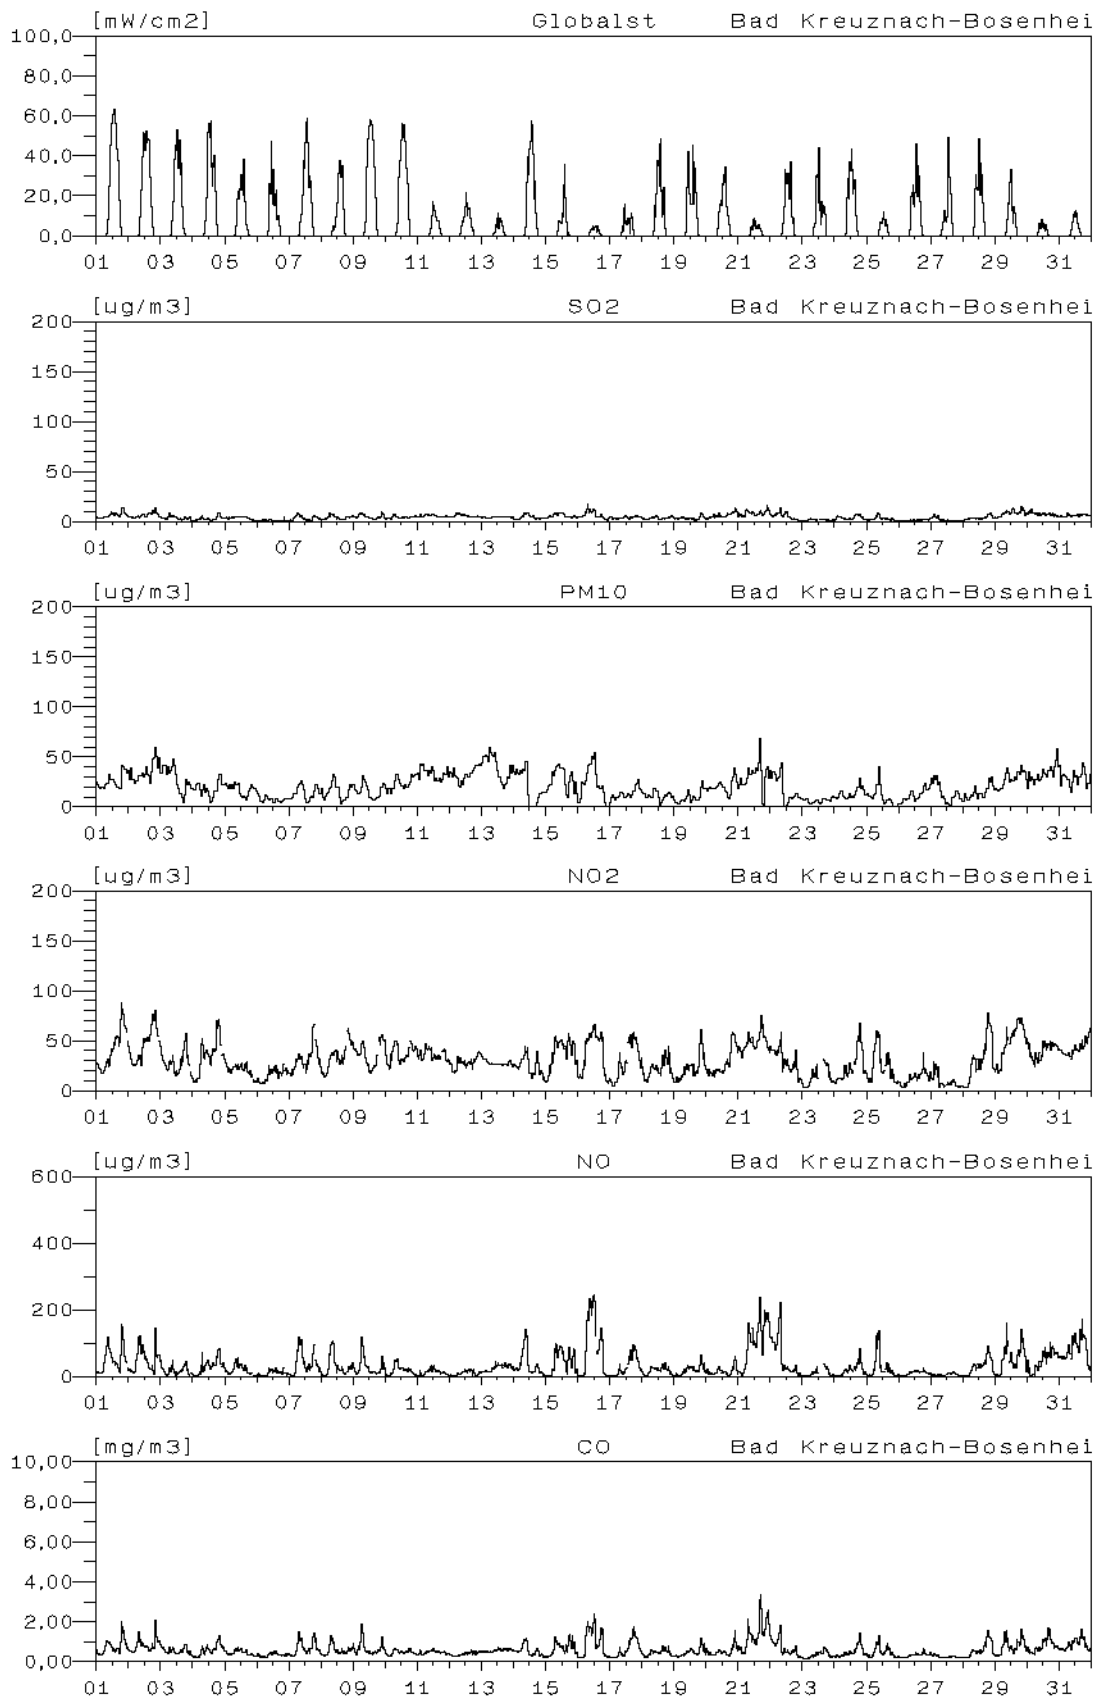 [mW/cm2] Globalst Bad Kreuznach-Bosenhei
100,0
80,0
60,0
40,0
20,0
0,0
01 03 05 07 09 11 13 15 17 19 21 23 25 27 29 31
[ug/m3] SO2 Bad Kreuznach-Bosenhei
200
150
100
50
0
01 03 05 07 09 11 13 15 17 19 21 23 25 27 29 31
[ug/m3] PM10 Bad Kreuznach-Bosenhei
200
150
100
50
0
01 03 05 07 09 11 13 15 17 19 21 23 25 27 29 31
[ug/m3] NO2 Bad Kreuznach-Bosenhei
200
150
100
50
0
01 03 05 07 09 11 13 15 17 19 21 23 25 27 29 31
[ug/m3] NO Bad Kreuznach-Bosenhei
600
400
200
0
01 03 05 07 09 11 13 15 17 19 21 23 25 27 29 31
[mg/m3] CO Bad Kreuznach-Bosenhei
10,00
8,00
6,00
4,00
2,00
0,00
01 03 05 07 09 11 13 15 17 19 21 23 25 27 29 31